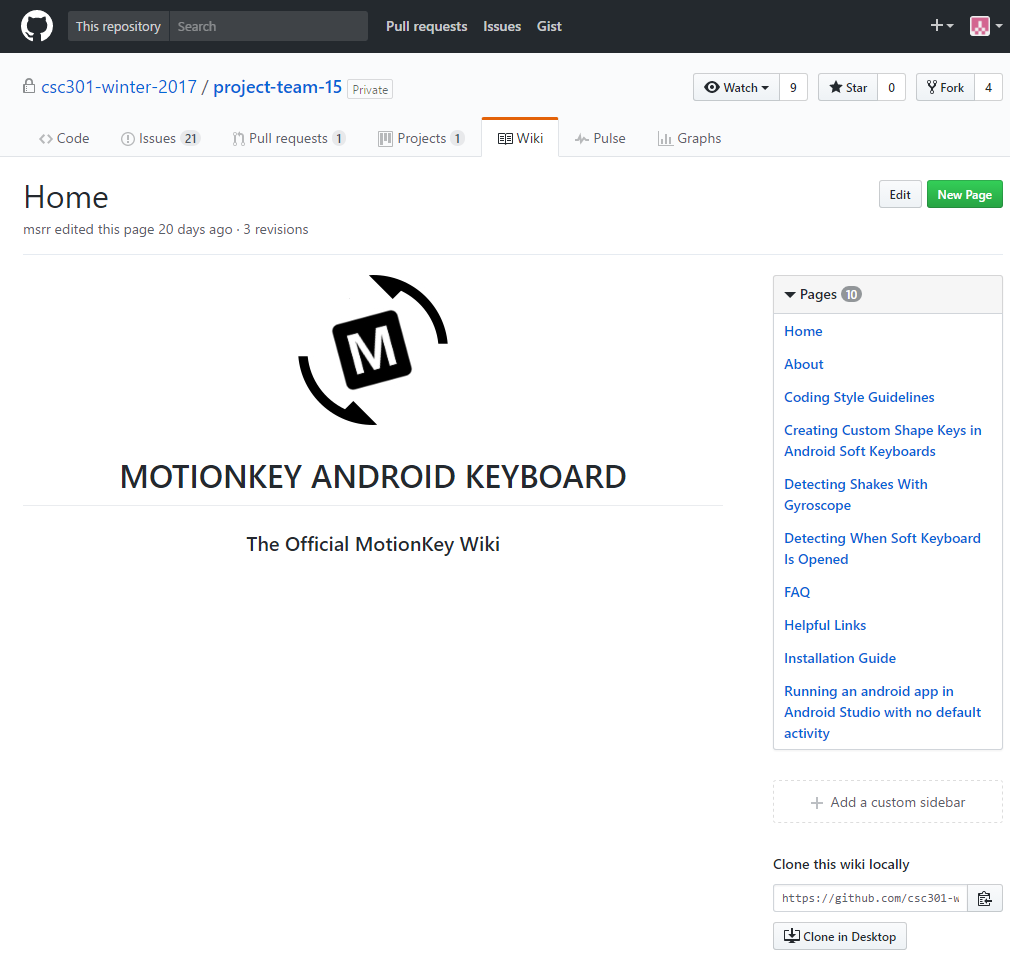 This repository Search Pull requests Issues Gist
csc301-winter-2017 / project-team-15 Private Watch 9 Star 0 Fork 4
Code Issues 21 Pull requests 1 Projects 1 Wiki Pulse Graphs
Home Edit New Page
msrr edited this page 20 days ago · 3 revisions
M
MOTIONKEY ANDROID KEYBOARD
The Official MotionKey Wiki
Pages 10
Home
About
Coding Style Guidelines
Creating Custom Shape Keys in
Android Soft Keyboards
Detecting Shakes With
Gyroscope
Detecting When Soft Keyboard
Is Opened
FAQ
Helpful Links
Installation Guide
Running an android app in
Android Studio with no default
activity
+ Add a custom sidebar
Clone this wiki locally
https://github.com/csc301-w
Clone in Desktop